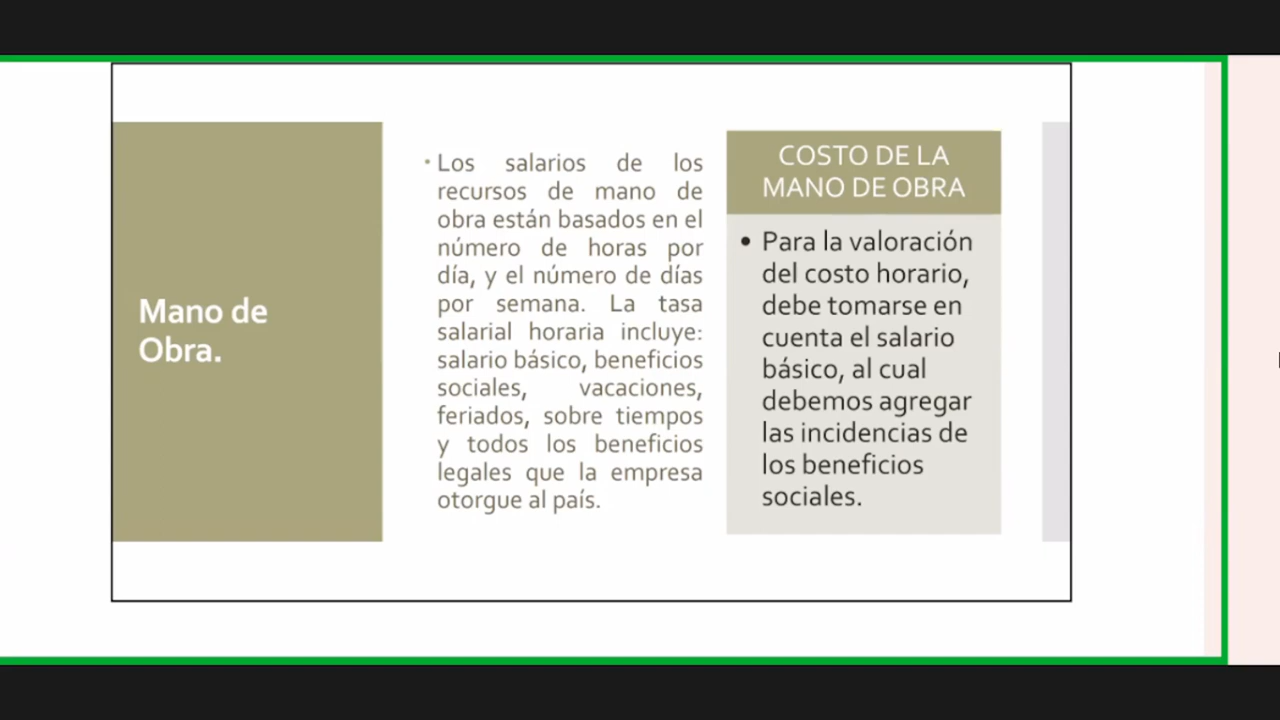 Mano de
Obra.
• Los salarios de los
recursos de mano de
obra están basados en el
número de horas por
día, y el número de días
por semana. La tasa
salarial horaria incluye:
salario básico, beneficios
sociales, vacaciones,
feriados, sobre tiempos
y todos los beneficios
legales que la empresa
otorgue al país.
COSTO DE LA
MANO DE OBRA
• Para la valoración
del costo horario,
debe tomarse en
cuenta el salario
básico, al cual
debemos agregar
las incidencias de
los beneficios
sociales.